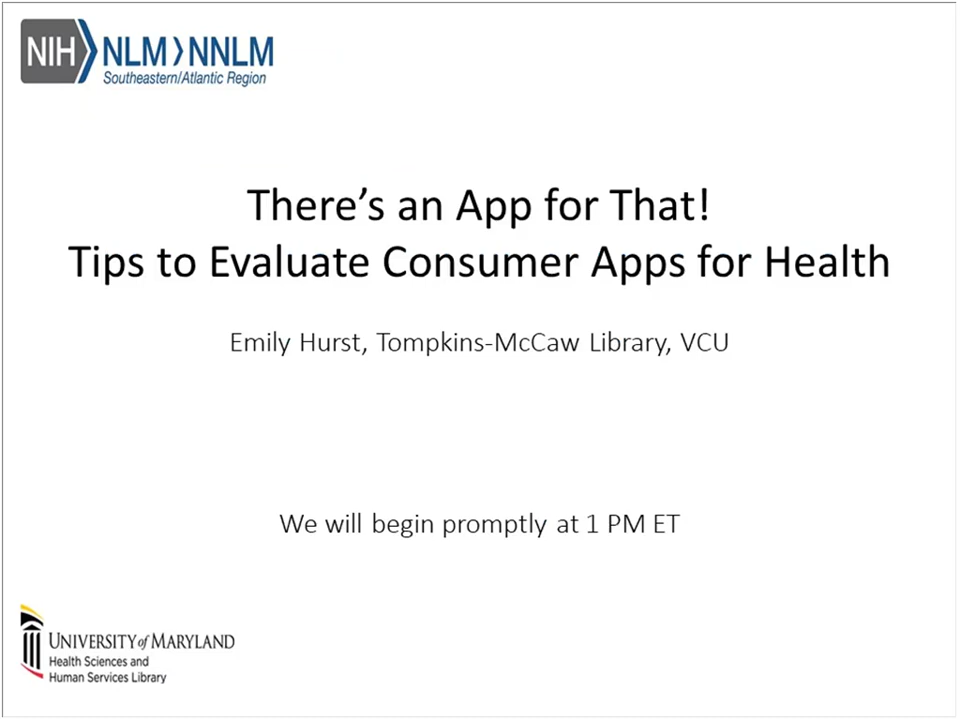 NIH NLM NNLM
Southeastern/Atlantic Region
There's an App for That!
Tips to Evaluate Consumer Apps for Health
Emily Hurst, Tompkins-McCaw Library, VCU
We will begin promptly at 1 PM ET
UNIVERSITY of MARYLAND
Health Sciences and
Human Services Library